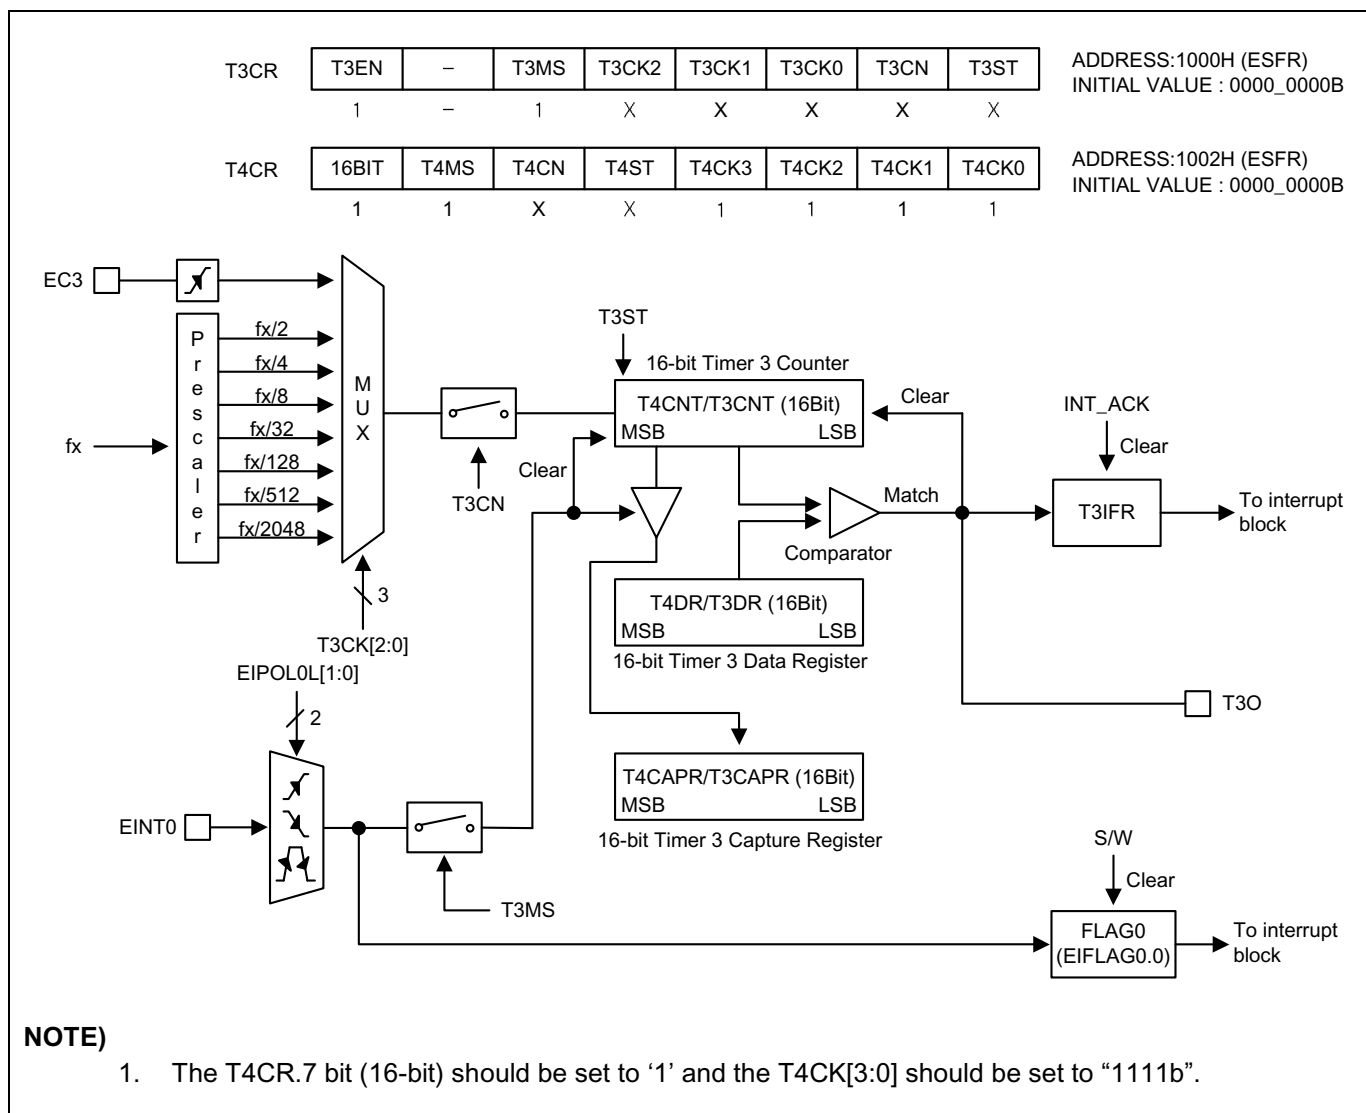 T3CR T3EN – T3MS T3CK2 T3CK1 T3CK0 T3CN T3ST ADDRESS:1000H (ESFR)
INITIAL VALUE : 0000_0000B
1 – 1 X X X X X
T4CR 16BIT T4MS T4CN T4ST T4CK3 T4CK2 T4CK1 T4CK0 ADDRESS:1002H (ESFR)
INITIAL VALUE : 0000_0000B
1 1 X X 1 1 1 1
EC3
Prescaler
fx
fx/2
fx/4
fx/8
fx/32
fx/128
fx/512
fx/2048
MUX
3
T3CK[2:0]
T3CN
T3ST
16-bit Timer 3 Counter
T4CNT/T3CNT (16Bit)
MSB LSB
Clear
Clear
Match
Comparator
INT_ACK
Clear
T3IFR
To interrupt
block
T4DR/T3DR (16Bit)
MSB LSB
16-bit Timer 3 Data Register
T3O
EIPOL0L[1:0]
2
EINT0
T3MS
T4CAPR/T3CAPR (16Bit)
MSB LSB
16-bit Timer 3 Capture Register
S/W
Clear
FLAG0
(EIFLAG0.0)
To interrupt
block
NOTE)
1. The T4CR.7 bit (16-bit) should be set to ‘1’ and the T4CK[3:0] should be set to “1111b”.